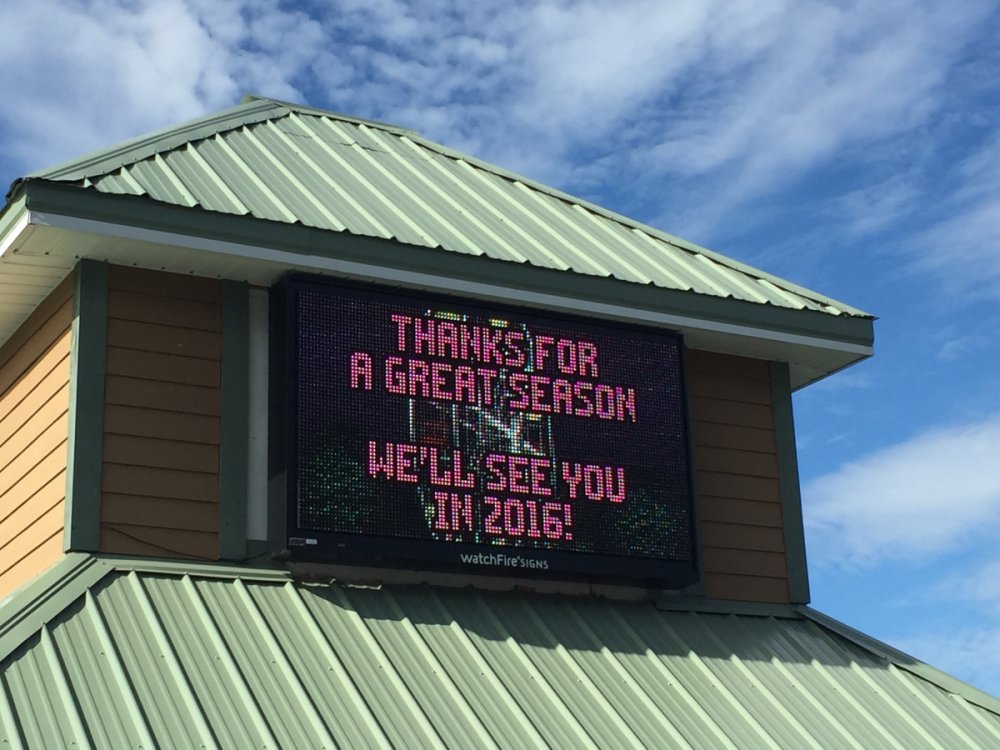 THANKS FOR
A GREAT SEASON
WE'LL SEE YOU
IN 2016!
watchFire SIGNS